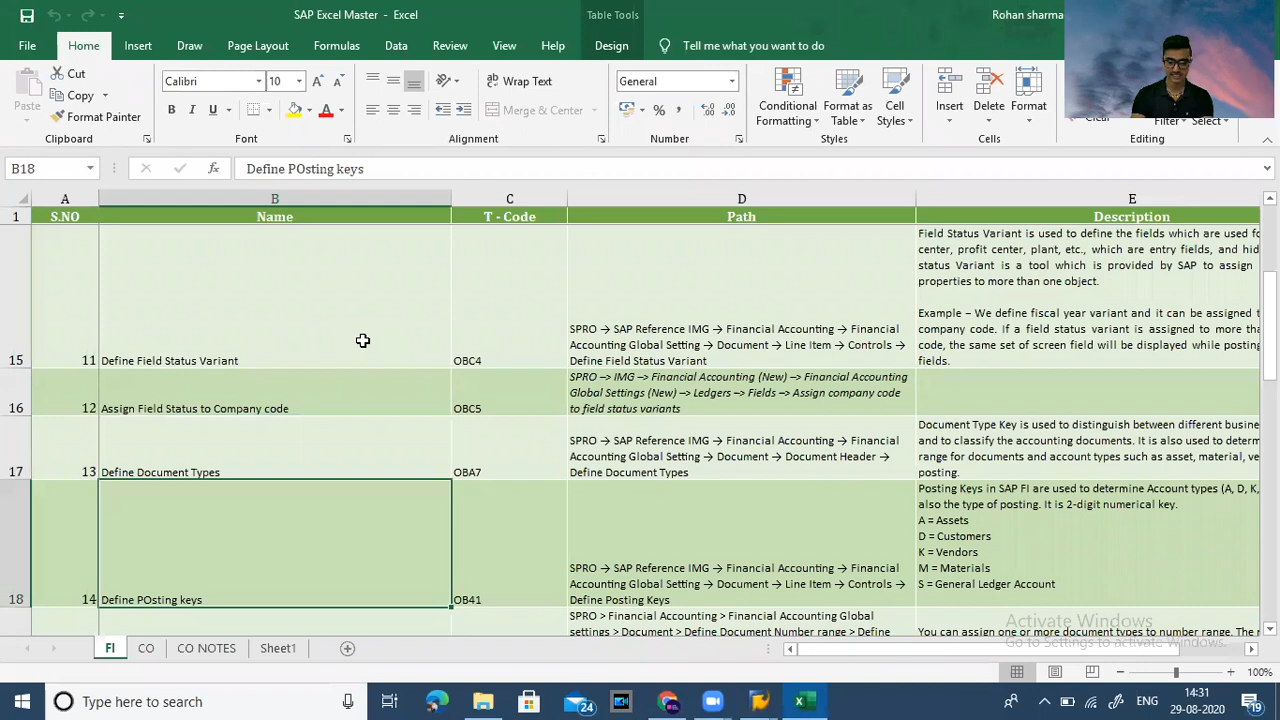 SAP Excel Master - Excel
Table Tools
Rohan sharma
File Home Insert Draw Page Layout Formulas Data Review View Help Design Tell me what you want to do
Paste
Cut
Copy
Format Painter
Clipboard
Calibri 10
B I U
Font
Wrap Text
Merge & Center
Alignment
General
Number
Conditional Formatting
Format as Table
Cell Styles
Styles
Insert Delete Format
Cells
Clear
Filter Select
Editing
B18 fx Define POsting keys
A B C D E
1 S.NO Name T - Code Path Description
15 11 Define Field Status Variant OBC4
SPRO → SAP Reference IMG → Financial Accounting → Financial
Accounting Global Setting → Document → Line Item → Controls →
Define Field Status Variant
Field Status Variant is used to define the fields which are used fo
center, profit center, plant, etc., which are entry fields, and hid
status Variant is a tool which is provided by SAP to assign
properties to more than one object.
Example – We define fiscal year variant and it can be assigned t
company code. If a field status variant is assigned to more tha
code, the same set of screen field will be displayed while posting
fields.
16 12 Assign Field Status to Company code OBC5
SPRO –> IMG –> Financial Accounting (New) –> Financial Accounting
Global Settings (New) –> Ledgers –> Fields –> Assign company code
to field status variants
17 13 Define Document Types OBA7
SPRO → SAP Reference IMG → Financial Accounting → Financial
Accounting Global Setting → Document → Document Header →
Define Document Types
Document Type Key is used to distinguish between different busine
and to classify the accounting documents. It is also used to determ
range for documents and account types such as asset, material, ve
posting.
18 14 Define POsting keys OB41
SPRO → SAP Reference IMG → Financial Accounting → Financial
Accounting Global Setting → Document → Line Item → Controls →
Define Posting Keys
Posting Keys in SAP FI are used to determine Account types (A, D, K,
also the type of posting. It is 2-digit numerical key.
A = Assets
D = Customers
K = Vendors
M = Materials
S = General Ledger Account
SPRO > Financial Accounting > Financial Accounting Global
settings > Document > Define Document Number range > Define
You can assign one or more document types to number range. The n
Activate Windows
Go to Settings to activate Windows.
FI CO CO NOTES Sheet1
100%
Type here to search
24
ENG
14:31
29-08-2020
19